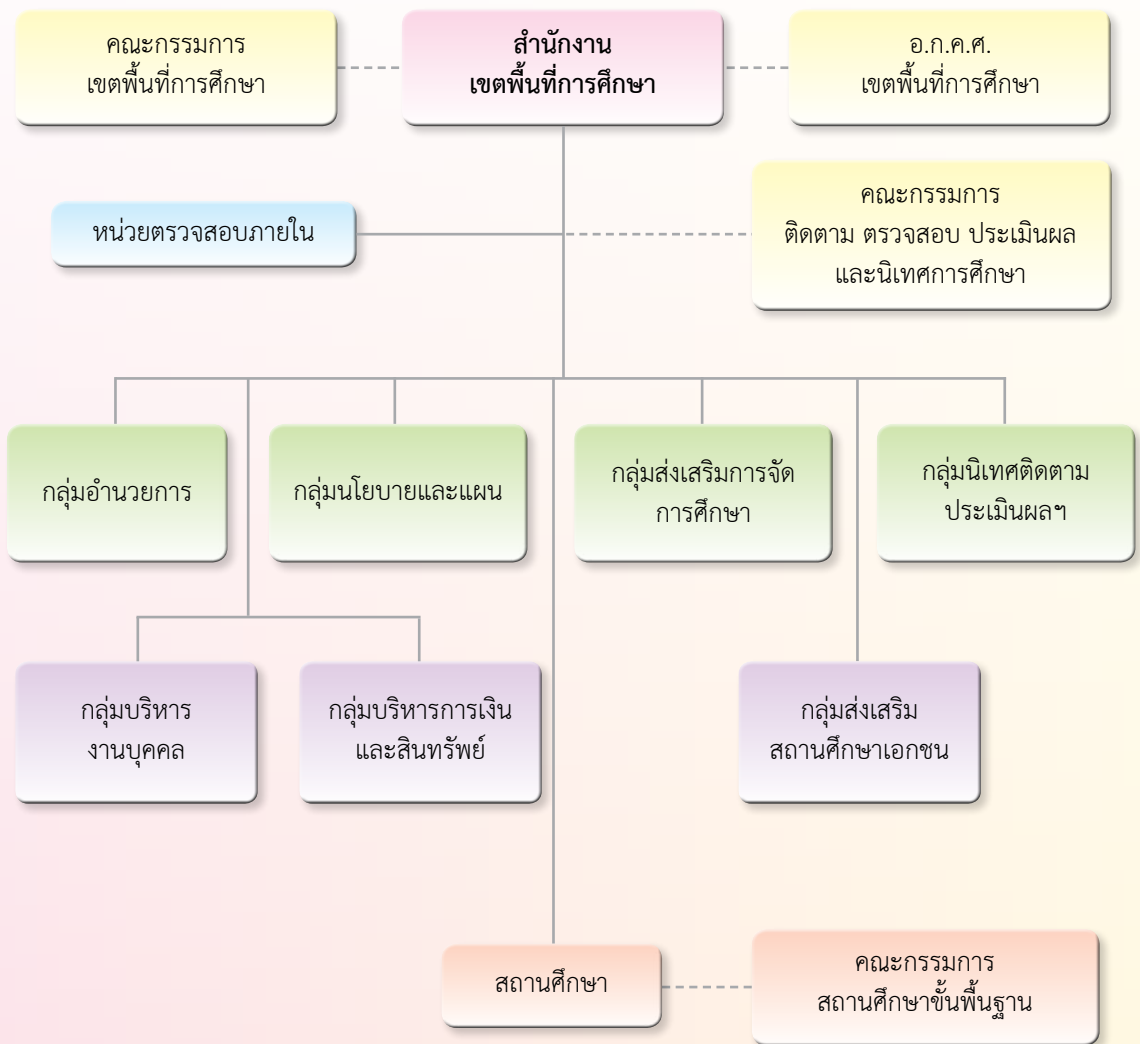 คณะกรรมการ
เขตพื้นที่การศึกษา
สำนักงาน
เขตพื้นที่การศึกษา
อ.ก.ค.ศ.
เขตพื้นที่การศึกษา
หน่วยตรวจสอบภายใน
คณะกรรมการ
ติดตาม ตรวจสอบ ประเมินผล
และนิเทศการศึกษา
กลุ่มอำนวยการ
กลุ่มนโยบายและแผน
กลุ่มส่งเสริมการจัด
การศึกษา
กลุ่มนิเทศติดตาม
ประเมินผลฯ
กลุ่มบริหาร
งานบุคคล
กลุ่มบริหารการเงิน
และสินทรัพย์
กลุ่มส่งเสริม
สถานศึกษาเอกชน
สถานศึกษา
คณะกรรมการ
สถานศึกษาขั้นพื้นฐาน